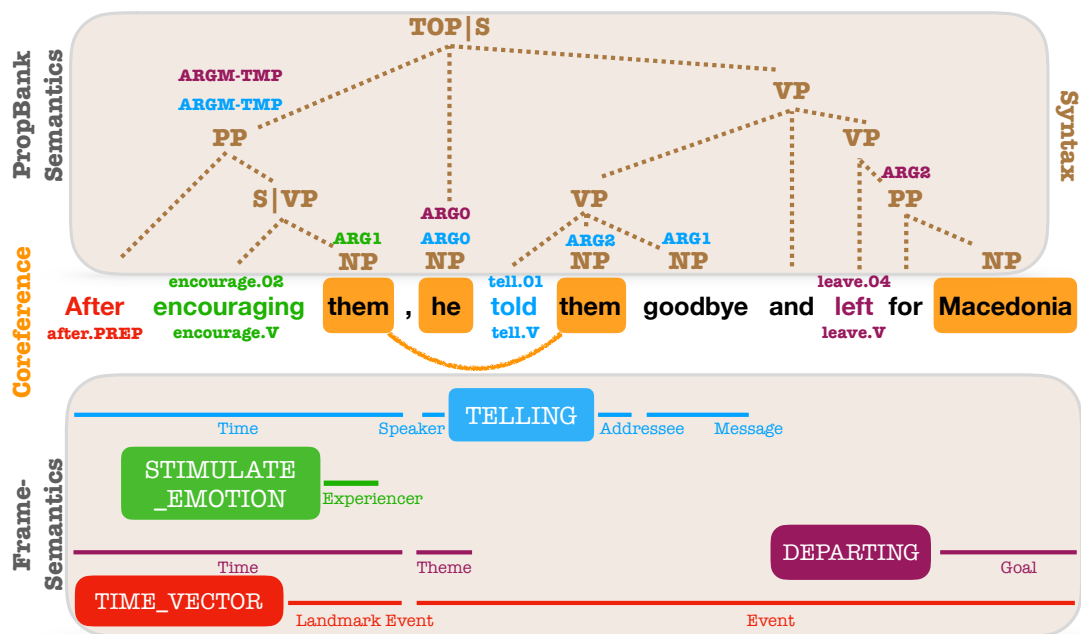 TOP|S
ARGM-TMP
ARGM-TMP
VP
PP
VP
S|VP
VP
ARG2
PP
ARG0
ARG1
ARG0
ARG2
ARG1
NP
NP
NP
NP
NP
PropBank
Semantics
Syntax
Coreference
encourage.02
tell.01
leave.04
After encouraging them , he told them goodbye and left for Macedonia
after.PREP
encourage.V
tell.V
leave.V
Frame-
Semantics
TELLING
Time
Speaker
Addressee
Message
STIMULATE
_EMOTION
Experiencer
DEPARTING
Time
Theme
Goal
TIME_VECTOR
Landmark Event
Event